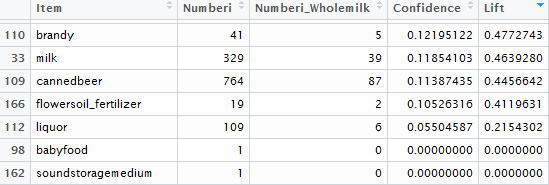 Item Numberi Numberi_Wholemilk Confidence Lift
110 brandy 41 5 0.12195122 0.4772743
33 milk 329 39 0.11854103 0.4639280
109 cannedbeer 764 87 0.11387435 0.4456642
166 flowersoil_fertilizer 19 2 0.10526316 0.4119631
112 liquor 109 6 0.05504587 0.2154302
98 babyfood 1 0 0.00000000 0.0000000
162 soundstoragemedium 1 0 0.00000000 0.0000000